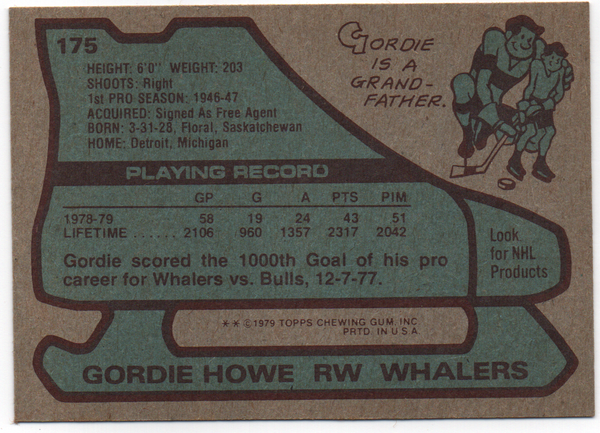 175
HEIGHT: 6'0" WEIGHT: 203
SHOOTS: Right
1st PRO SEASON: 1946-47
ACQUIRED: Signed As Free Agent
BORN: 3-31-28, Floral, Saskatchewan
HOME: Detroit, Michigan
GORDIE
IS A
GRAND-
FATHER.
PLAYING RECORD
GP G A PTS PIM
1978-79 58 19 24 43 51
LIFETIME ...... 2106 960 1357 2317 2042
Gordie scored the 1000th Goal of his pro
career for Whalers vs. Bulls, 12-7-77.
Look
for NHL
Products
** ©1979 TOPPS CHEWING GUM, INC
PRTD. IN U.S.A.
GORDIE HOWE RW WHALERS